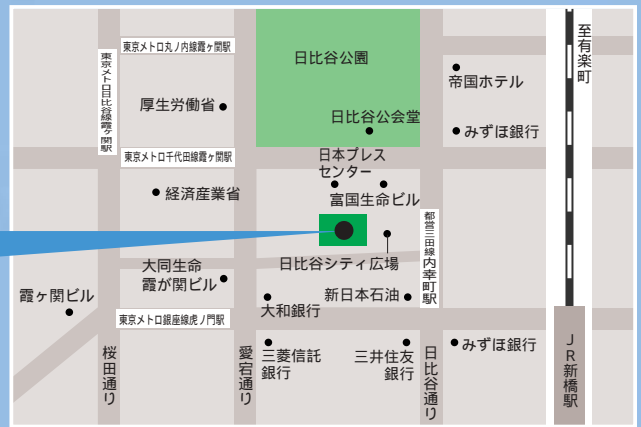 東京メトロ丸ノ内線霞ヶ関駅
東京メトロ日比谷線霞ヶ関駅
日比谷公園
至有楽町
帝国ホテル
厚生労働省
日比谷公会堂
みずほ銀行
東京メトロ千代田線霞ヶ関駅
日本プレス
センター
経済産業省
富国生命ビル
都営三田線
内幸町駅
日比谷シティ広場
大同生命
霞が関ビル
霞ヶ関ビル
新日本石油
大和銀行
東京メトロ銀座線虎ノ門駅
三菱信託
銀行
三井住友
銀行
みずほ銀行
桜田通り
愛宕通り
日比谷通り
JR新橋駅